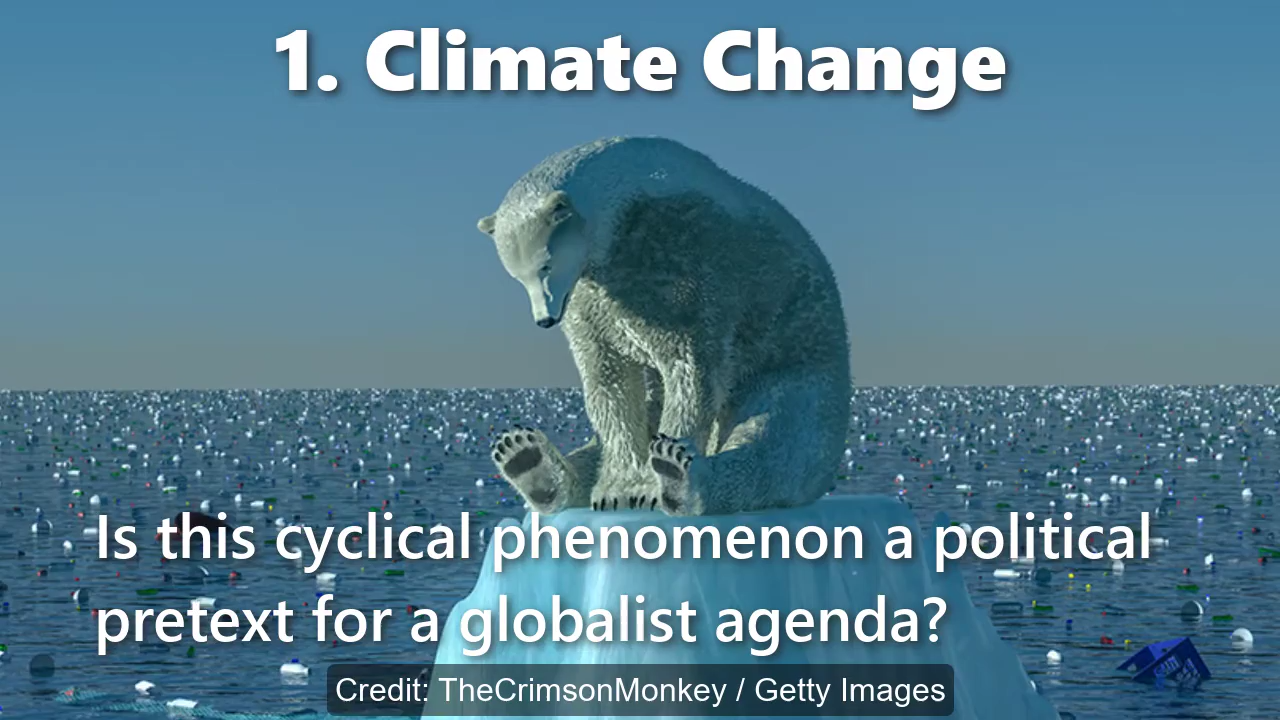 1. Climate Change
Is this cyclical phenomenon a political
pretext for a globalist agenda?
Credit: TheCrimsonMonkey / Getty Images